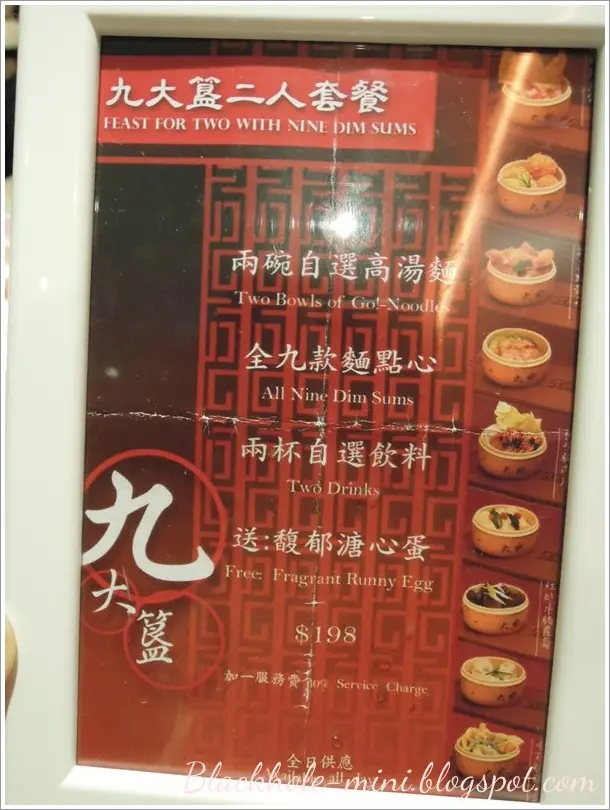 九大簋二人套餐
FEAST FOR TWO WITH NINE DIM SUMS
兩碗自選高湯麵
Two Bowls of Go!-Noodles
全九款麵點心
All Nine Dim Sums
兩杯自選飲料
Two Drinks
送:馥郁溏心蛋
Free: Fragrant Runny Egg
$198
加一服務費 10% Service Charge
全日供應
九大簋
Blackhole-mini.blogspot.com